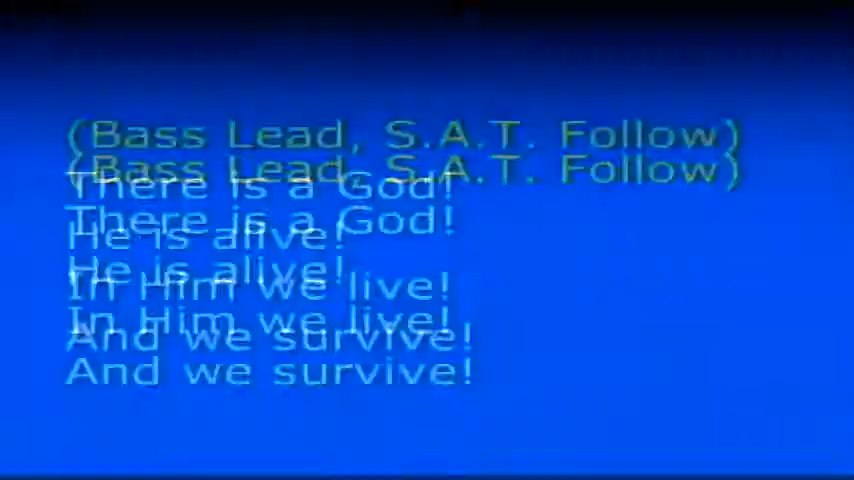 (Bass Lead, S.A.T. Follow)
(Bass Lead, S.A.T. Follow)
There is a God!
There is a God!
He is alive!
He is alive!
In Him we live!
In Him we live!
And we survive!
And we survive!